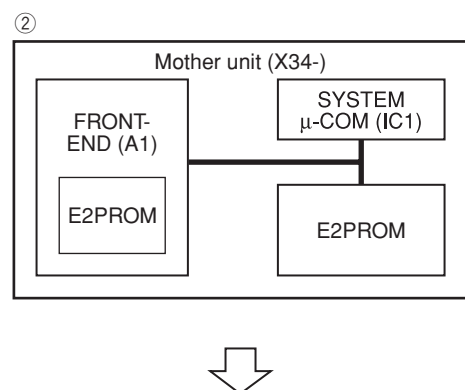 ②
Mother unit (X34-)
FRONT-
END (A1)
E2PROM
SYSTEM
μ-COM (IC1)
E2PROM